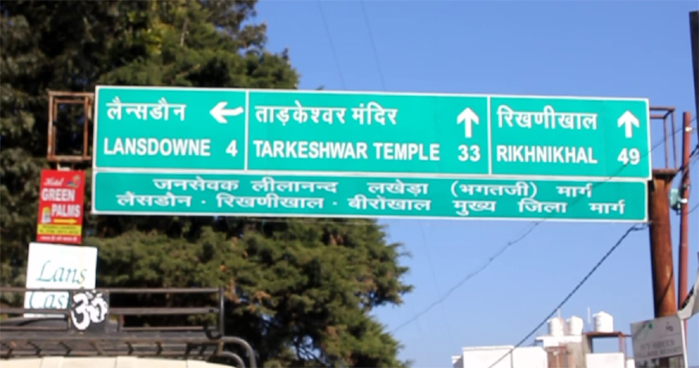 लैन्सडौन
LANSDOWNE 4
ताड़केश्वर मंदिर
TARKESHWAR TEMPLE 33
रिखणीखाल
RIKHNIKHAL 49
जनसेवक लीलानन्द लखेड़ा (भगतजी) मार्ग
लैंसडौन · रिखणीखाल · बीरोंखाल मुख्य जिला मार्ग
Hotel
GREEN
PALMS
Lans
ॐ